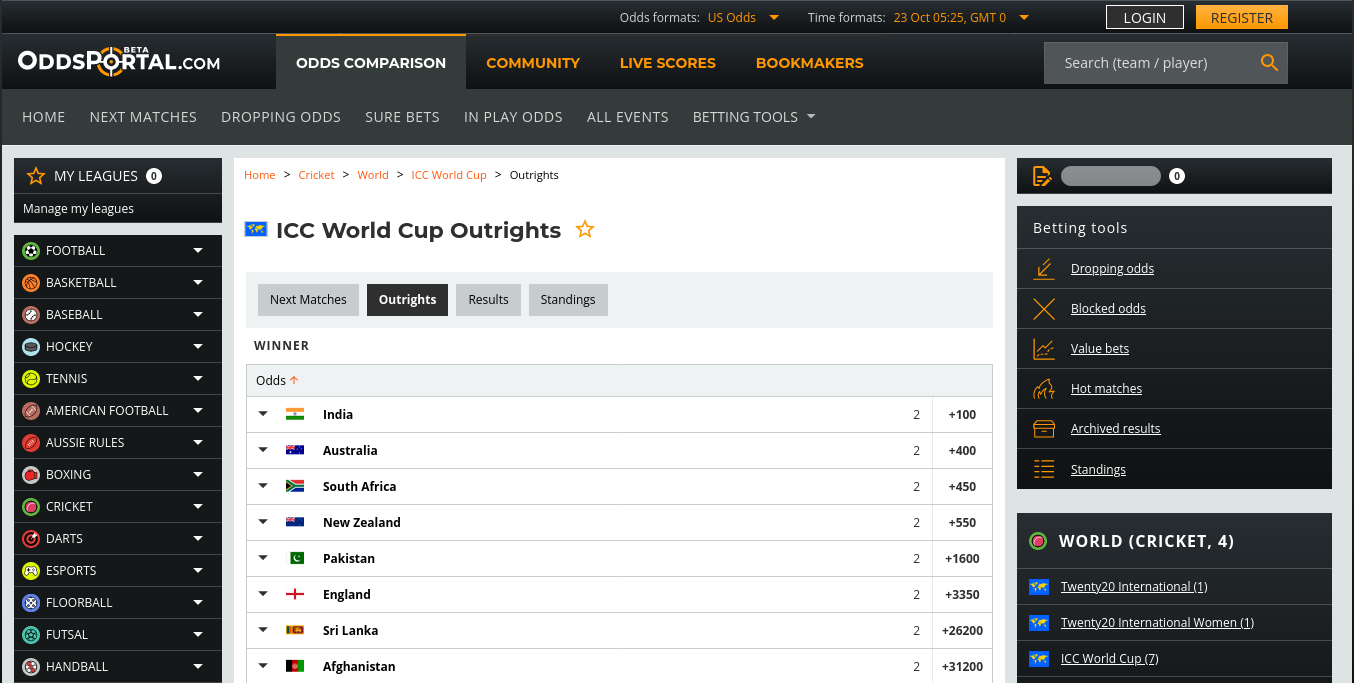 Odds formats: US Odds Time formats: 23 Oct 05:25, GMT 0 LOGIN REGISTER
ODDSPORTAL.COM BETA
ODDS COMPARISON COMMUNITY LIVE SCORES BOOKMAKERS Search (team / player)
HOME NEXT MATCHES DROPPING ODDS SURE BETS IN PLAY ODDS ALL EVENTS BETTING TOOLS
MY LEAGUES 0
Manage my leagues
FOOTBALL
BASKETBALL
BASEBALL
HOCKEY
TENNIS
AMERICAN FOOTBALL
AUSSIE RULES
BOXING
CRICKET
DARTS
ESPORTS
FLOORBALL
FUTSAL
HANDBALL
Home > Cricket > World > ICC World Cup > Outrights
ICC World Cup Outrights
Next Matches Outrights Results Standings
WINNER
Odds
India 2 +100
Australia 2 +400
South Africa 2 +450
New Zealand 2 +550
Pakistan 2 +1600
England 2 +3350
Sri Lanka 2 +26200
Afghanistan 2 +31200
0
Betting tools
Dropping odds
Blocked odds
Value bets
Hot matches
Archived results
Standings
WORLD (CRICKET, 4)
Twenty20 International (1)
Twenty20 International Women (1)
ICC World Cup (7)